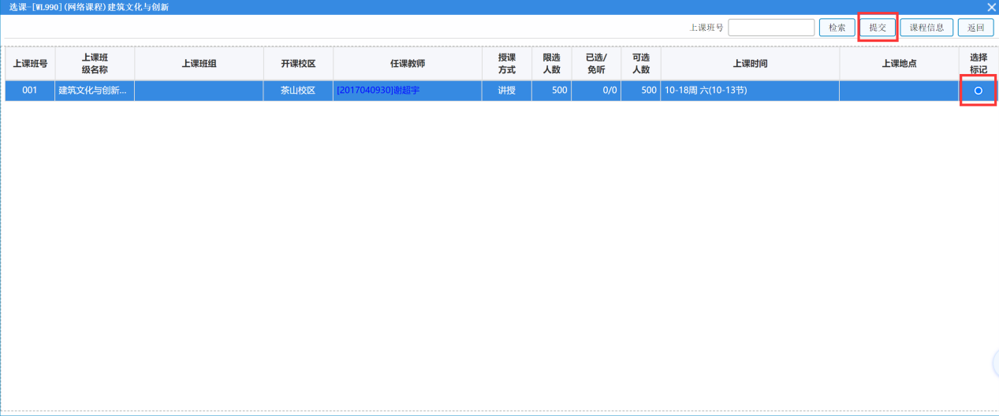 选课-[WL990](网络课程)建筑文化与创新
上课班号 检索 提交 课程信息 返回
上课班号 上课班级名称 上课班组 开课校区 任课教师 授课方式 限选人数 已选/免听 可选人数 上课时间 上课地点 选择标记
001 建筑文化与创新... 茶山校区 [2017040930]谢超宇 讲授 500 0/0 500 10-18周 六(10-13节)